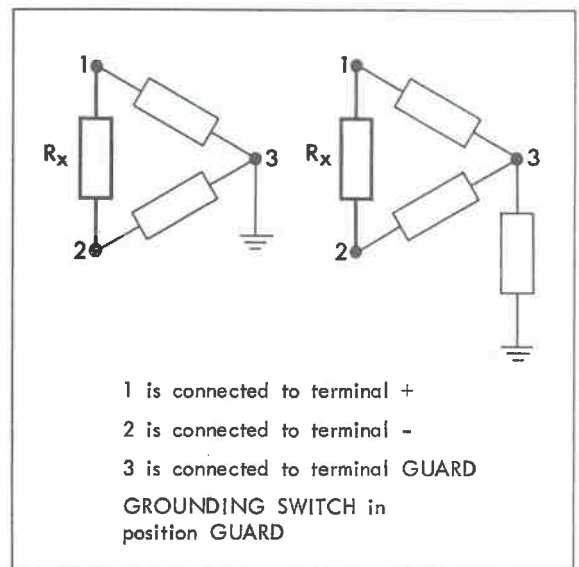 1
1
Rx
3
Rx
3
2
2
1 is connected to terminal +
2 is connected to terminal -
3 is connected to terminal GUARD
GROUNDING SWITCH in
position GUARD